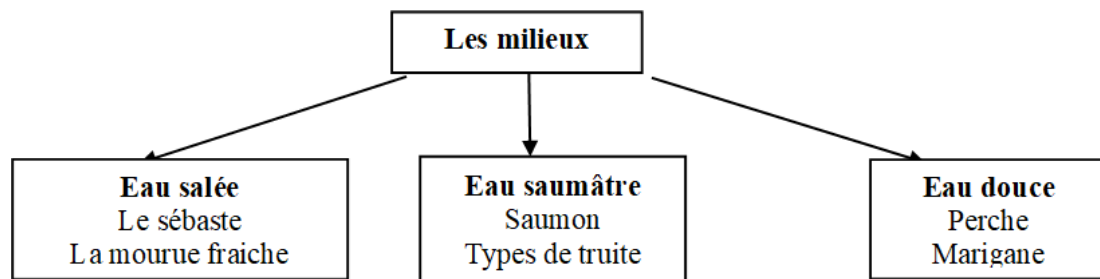 Les milieux
Eau salée
Le sébaste
La mourue fraiche
Eau saumâtre
Saumon
Types de truite
Eau douce
Perche
Marigane